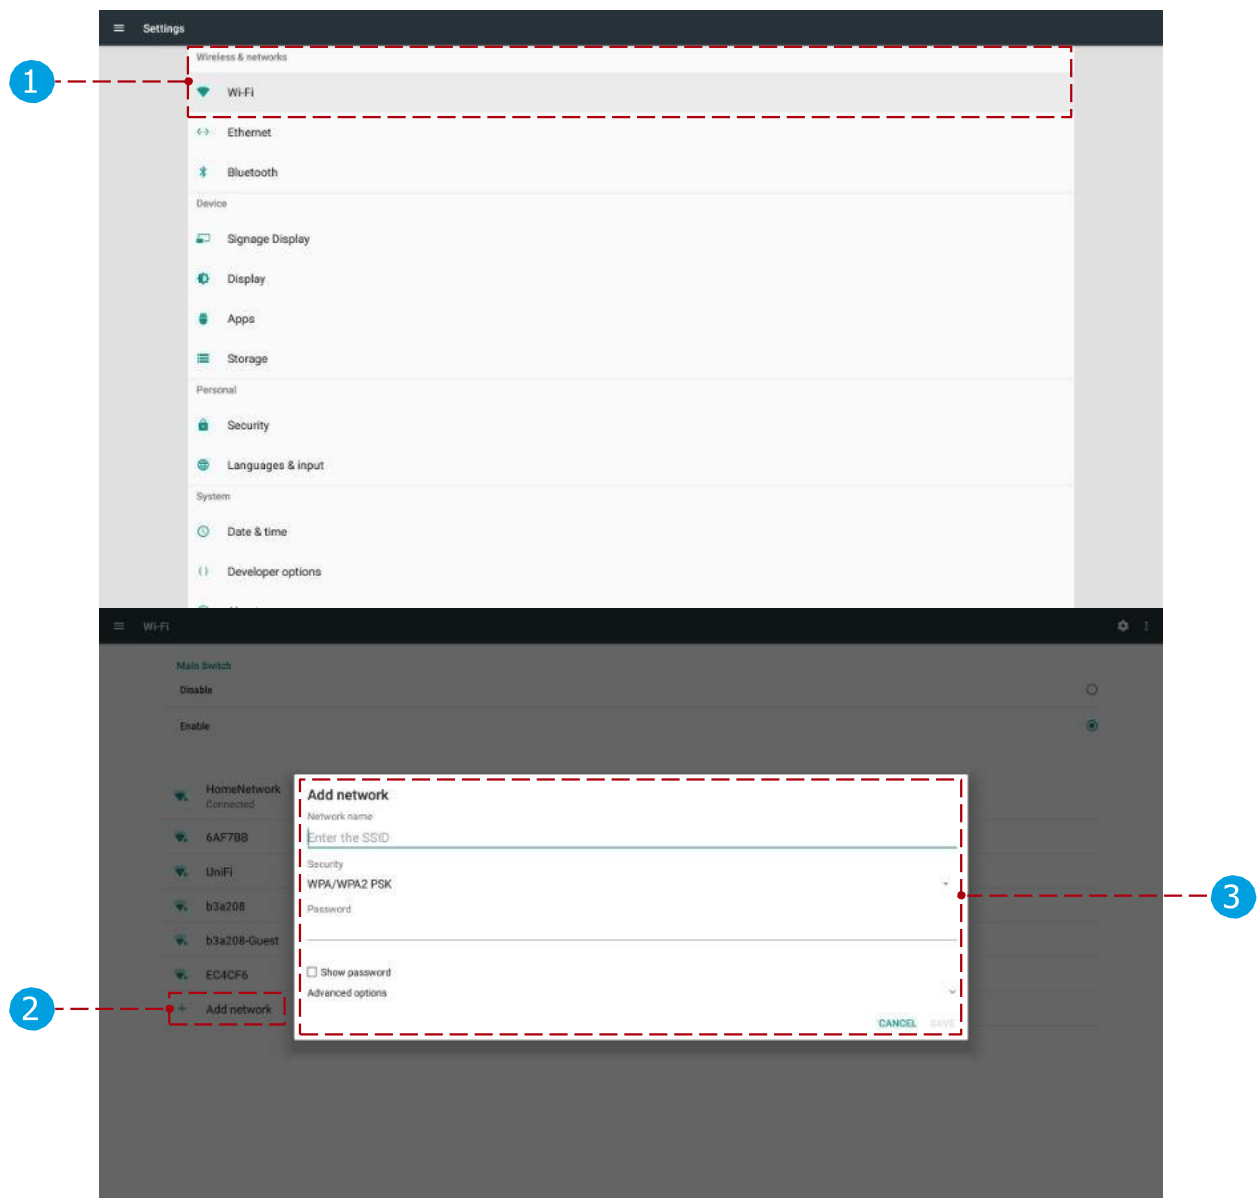 Settings
Wireless & networks
1
Wi-Fi
Ethernet
Bluetooth
Device
Signage Display
Display
Apps
Storage
Personal
Security
Languages & input
System
Date & time
Developer options
Wi-Fi
Main Switch
Disable
Enable
HomeNetwork
Connected
6AF7BB
UniFi
b3a208
b3a208-Guest
EC4CF6
2
Add network
Add network
Network name
Enter the SSID
Security
WPA/WPA2 PSK
3
Password
Show password
Advanced options
CANCEL SAVE